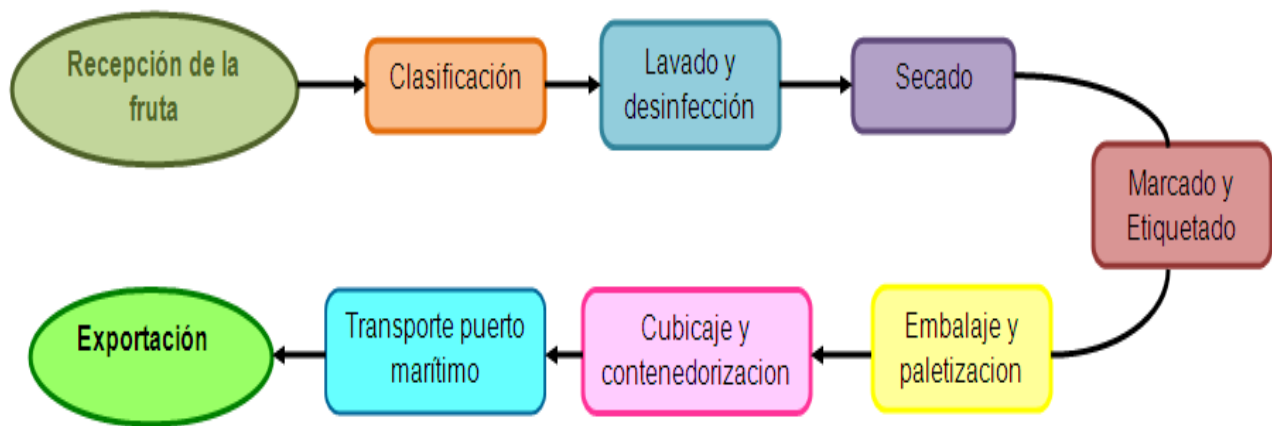 Recepción de la
fruta
Clasificación
Lavado y
desinfección
Secado
Marcado y
Etiquetado
Embalaje y
paletizacion
Cubicaje y
contenedorizacion
Transporte puerto
marítimo
Exportación